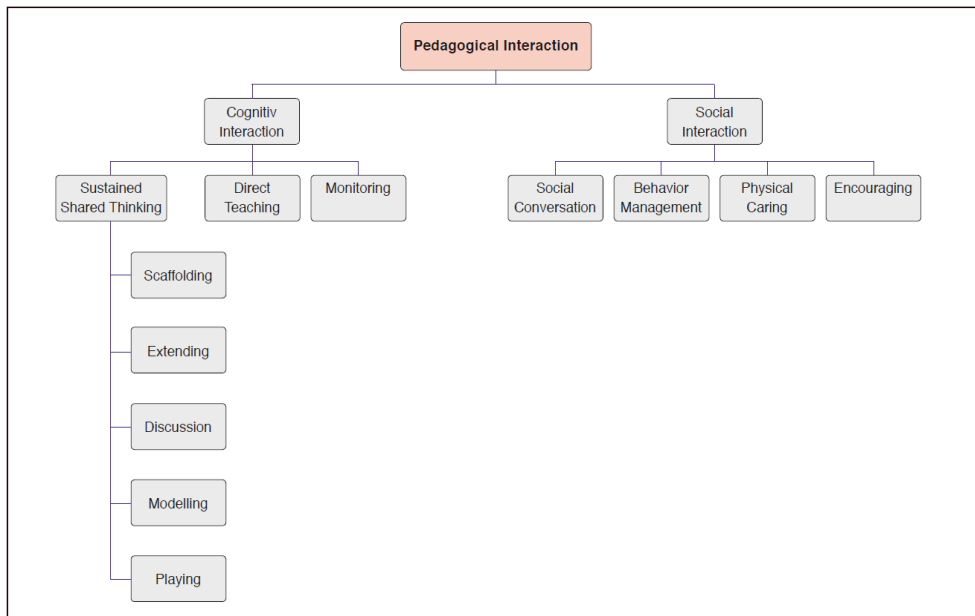 Pedagogical Interaction
Cognitiv
Interaction
Social
Interaction
Sustained
Shared Thinking
Direct
Teaching
Monitoring
Social
Conversation
Behavior
Management
Physical
Caring
Encouraging
Scaffolding
Extending
Discussion
Modelling
Playing